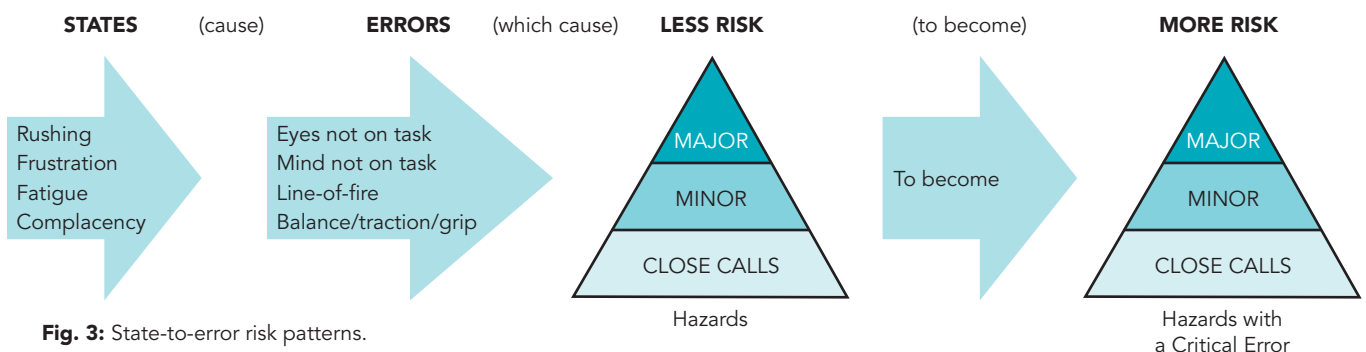 STATES (cause) ERRORS (which cause) LESS RISK (to become) MORE RISK
Rushing
Frustration
Fatigue
Complacency
Eyes not on task
Mind not on task
Line-of-fire
Balance/traction/grip
MAJOR
MINOR
CLOSE CALLS
Hazards
To become
MAJOR
MINOR
CLOSE CALLS
Hazards with
a Critical Error
Fig. 3: State-to-error risk patterns.